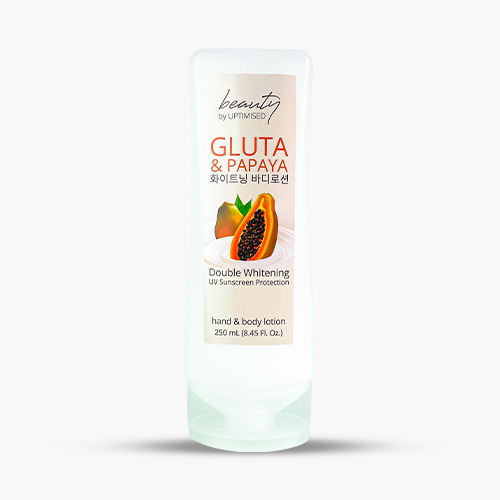 beauty
by UPTIMISED
GLUTA
& PAPAYA
화이트닝 바디로션
Double Whitening
UV Sunscreen Protection
hand & body lotion
250 mL (8.45 Fl. Oz.)